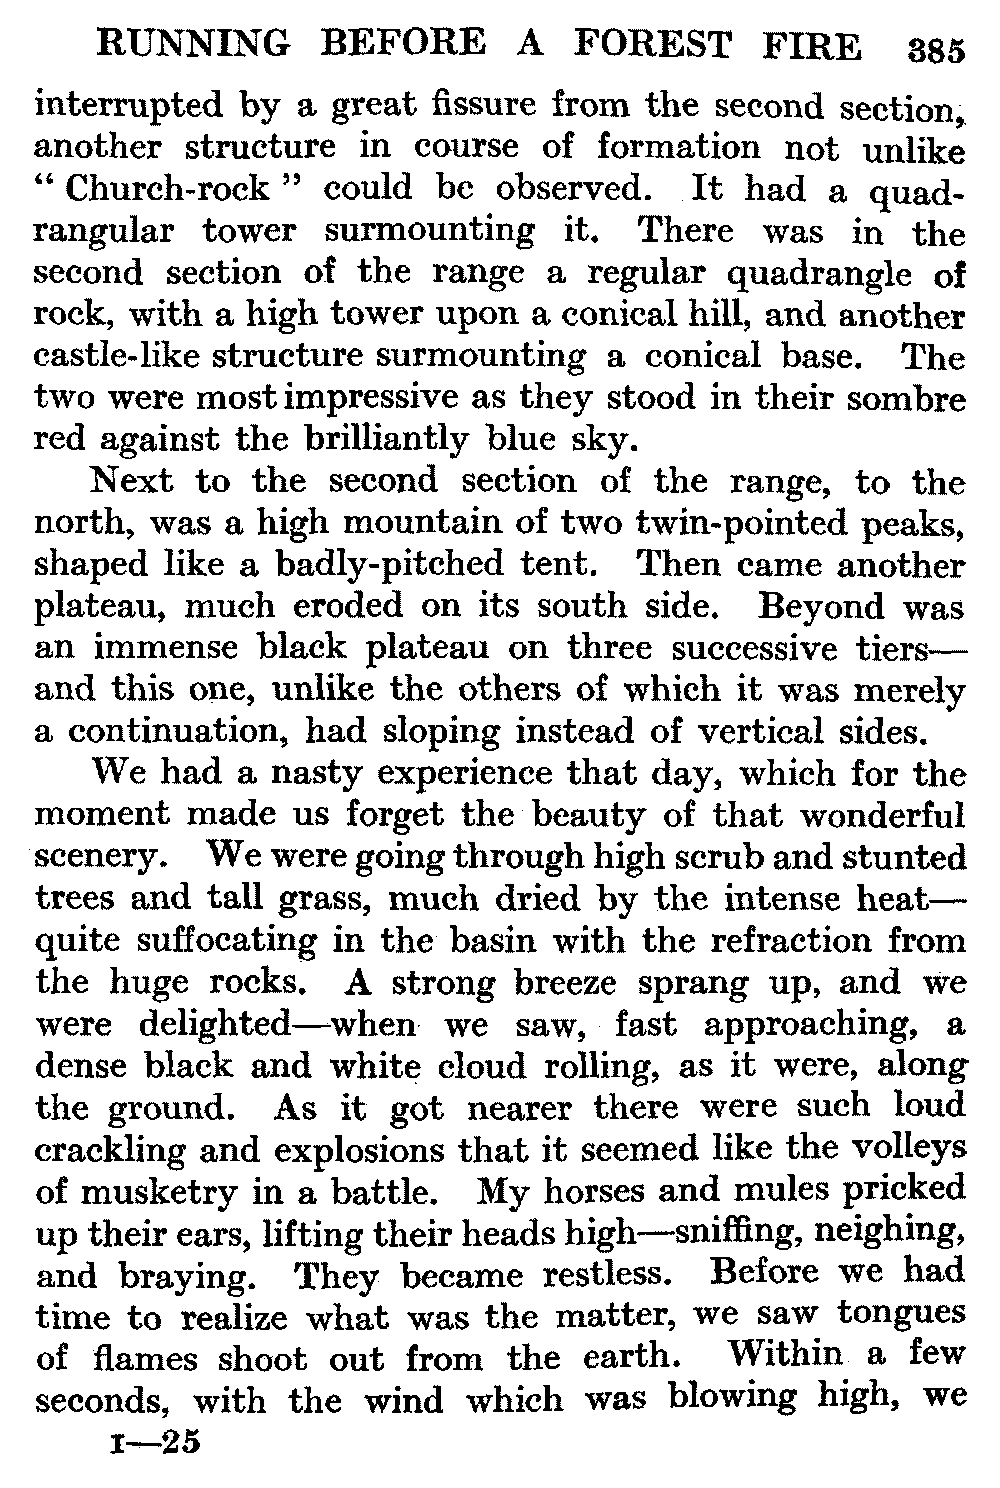 RUNNING BEFORE A FOREST FIRE 385
interrupted by a great fissure from the second section,
another structure in course of formation not unlike
“ Church-rock ” could be observed. It had a quad-
rangular tower surmounting it. There was in the
second section of the range a regular quadrangle of
rock, with a high tower upon a conical hill, and another
castle-like structure surmounting a conical base. The
two were most impressive as they stood in their sombre
red against the brilliantly blue sky.
Next to the second section of the range, to the
north, was a high mountain of two twin-pointed peaks,
shaped like a badly-pitched tent. Then came another
plateau, much eroded on its south side. Beyond was
an immense black plateau on three successive tiers—
and this one, unlike the others of which it was merely
a continuation, had sloping instead of vertical sides.
We had a nasty experience that day, which for the
moment made us forget the beauty of that wonderful
scenery. We were going through high scrub and stunted
trees and tall grass, much dried by the intense heat—
quite suffocating in the basin with the refraction from
the huge rocks. A strong breeze sprang up, and we
were delighted—when we saw, fast approaching, a
dense black and white cloud rolling, as it were, along
the ground. As it got nearer there were such loud
crackling and explosions that it seemed like the volleys
of musketry in a battle. My horses and mules pricked
up their ears, lifting their heads high—sniffing, neighing,
and braying. They became restless. Before we had
time to realize what was the matter, we saw tongues
of flames shoot out from the earth. Within a few
seconds, with the wind which was blowing high, we
I—25